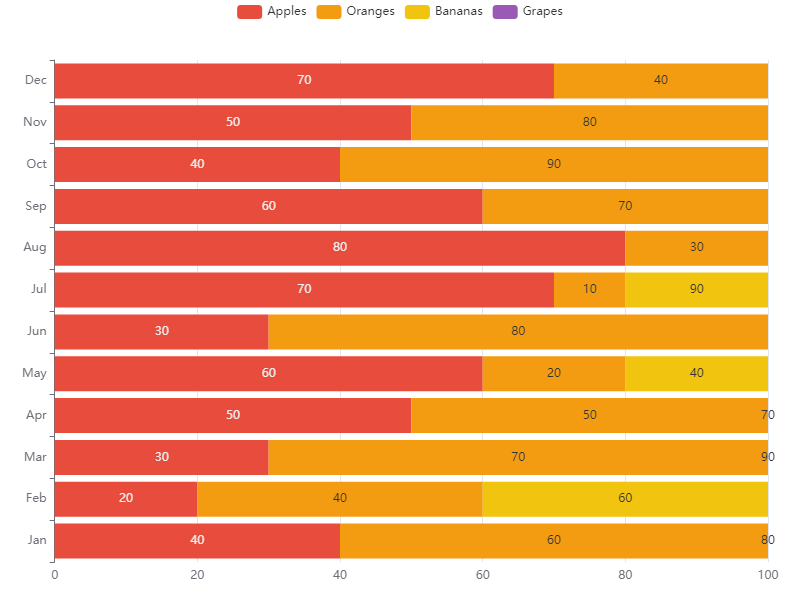 Apples Oranges Bananas Grapes
Dec 70 40
Nov 50 80
Oct 40 90
Sep 60 70
Aug 80 30
Jul 70 10 90
Jun 30 80
May 60 20 40
Apr 50 50 70
Mar 30 70 90
Feb 20 40 60
Jan 40 60 80
0 20 40 60 80 100